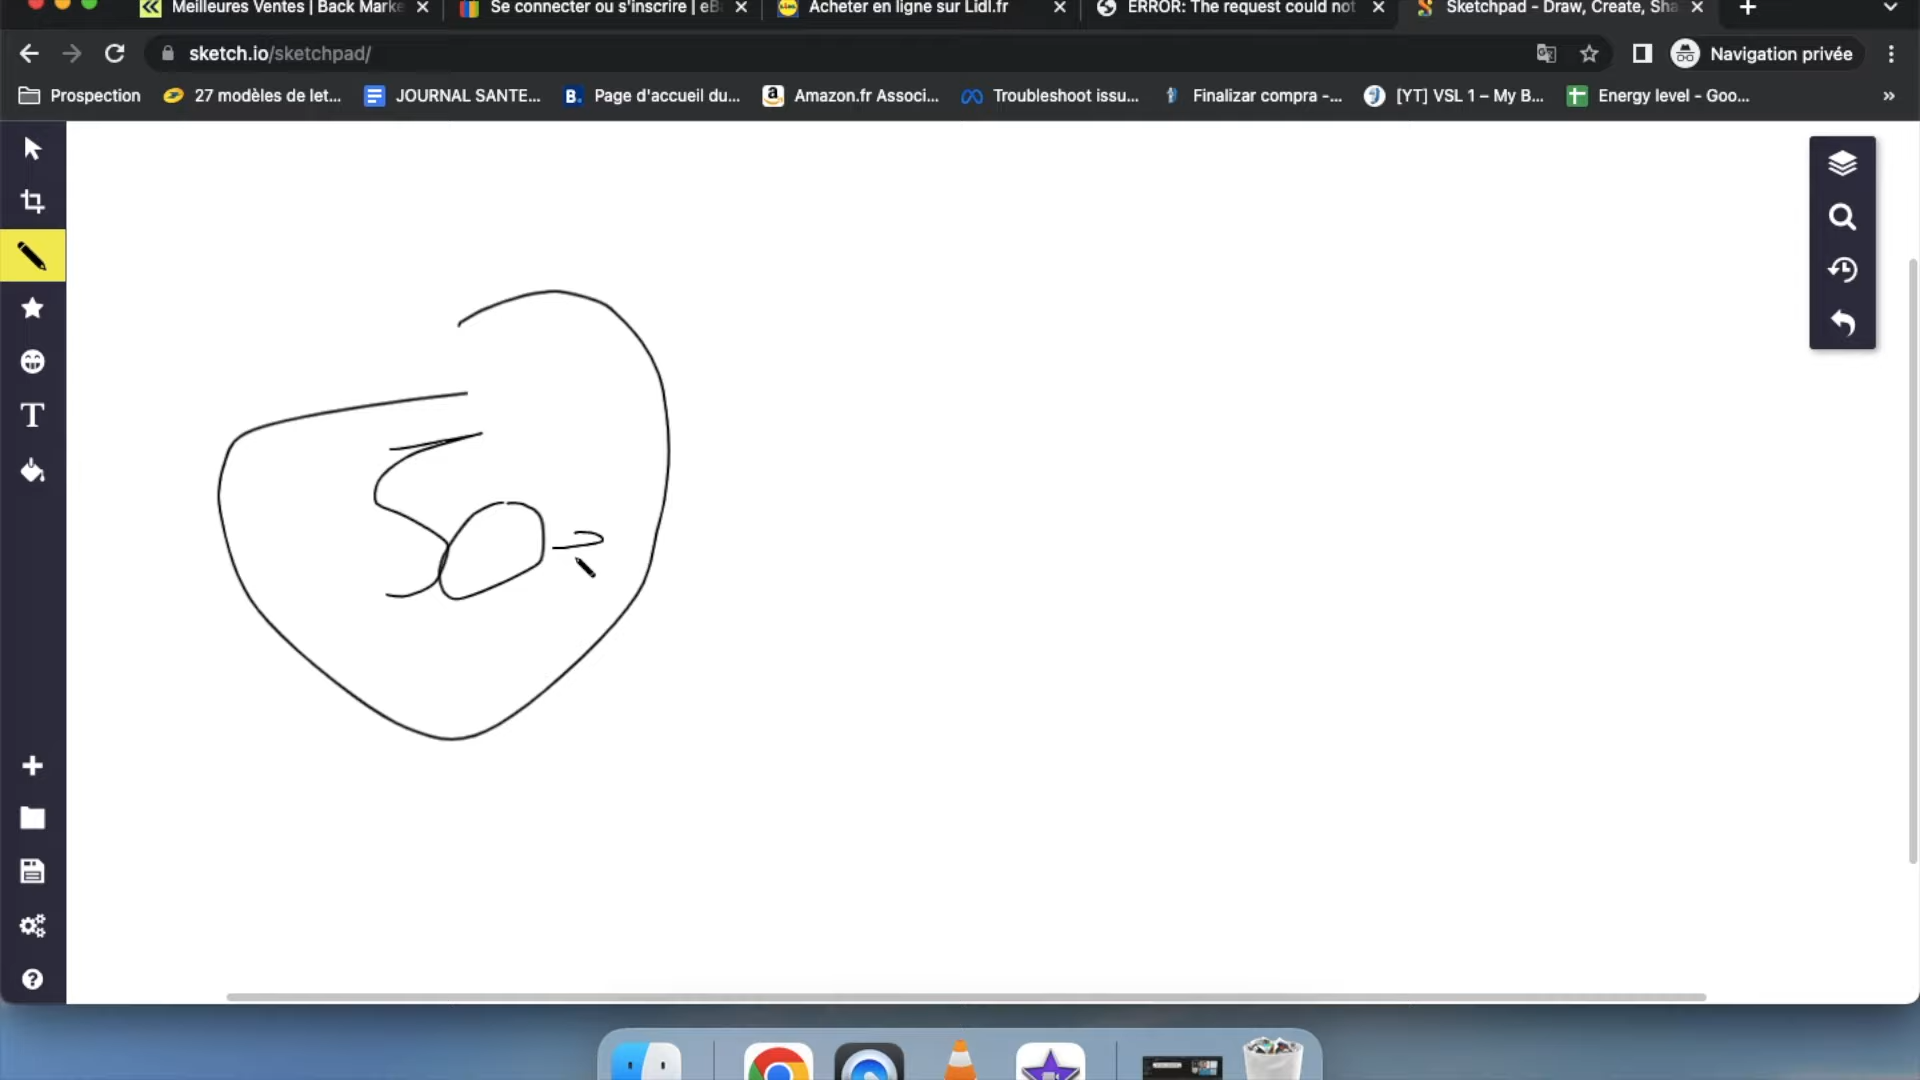 Meilleures Ventes | Back Marke
Se connecter ou s'inscrire | eB
Acheter en ligne sur Lidl.fr
ERROR: The request could not
Sketchpad - Draw, Create, Sha
sketch.io/sketchpad/
Navigation privée
Prospection
27 modèles de let...
JOURNAL SANTE...
B.
Page d'accueil du...
Amazon.fr Associ...
Troubleshoot issu...
Finalizar compra -...
[YT] VSL 1 – My B...
Energy level - Goo...
T
50